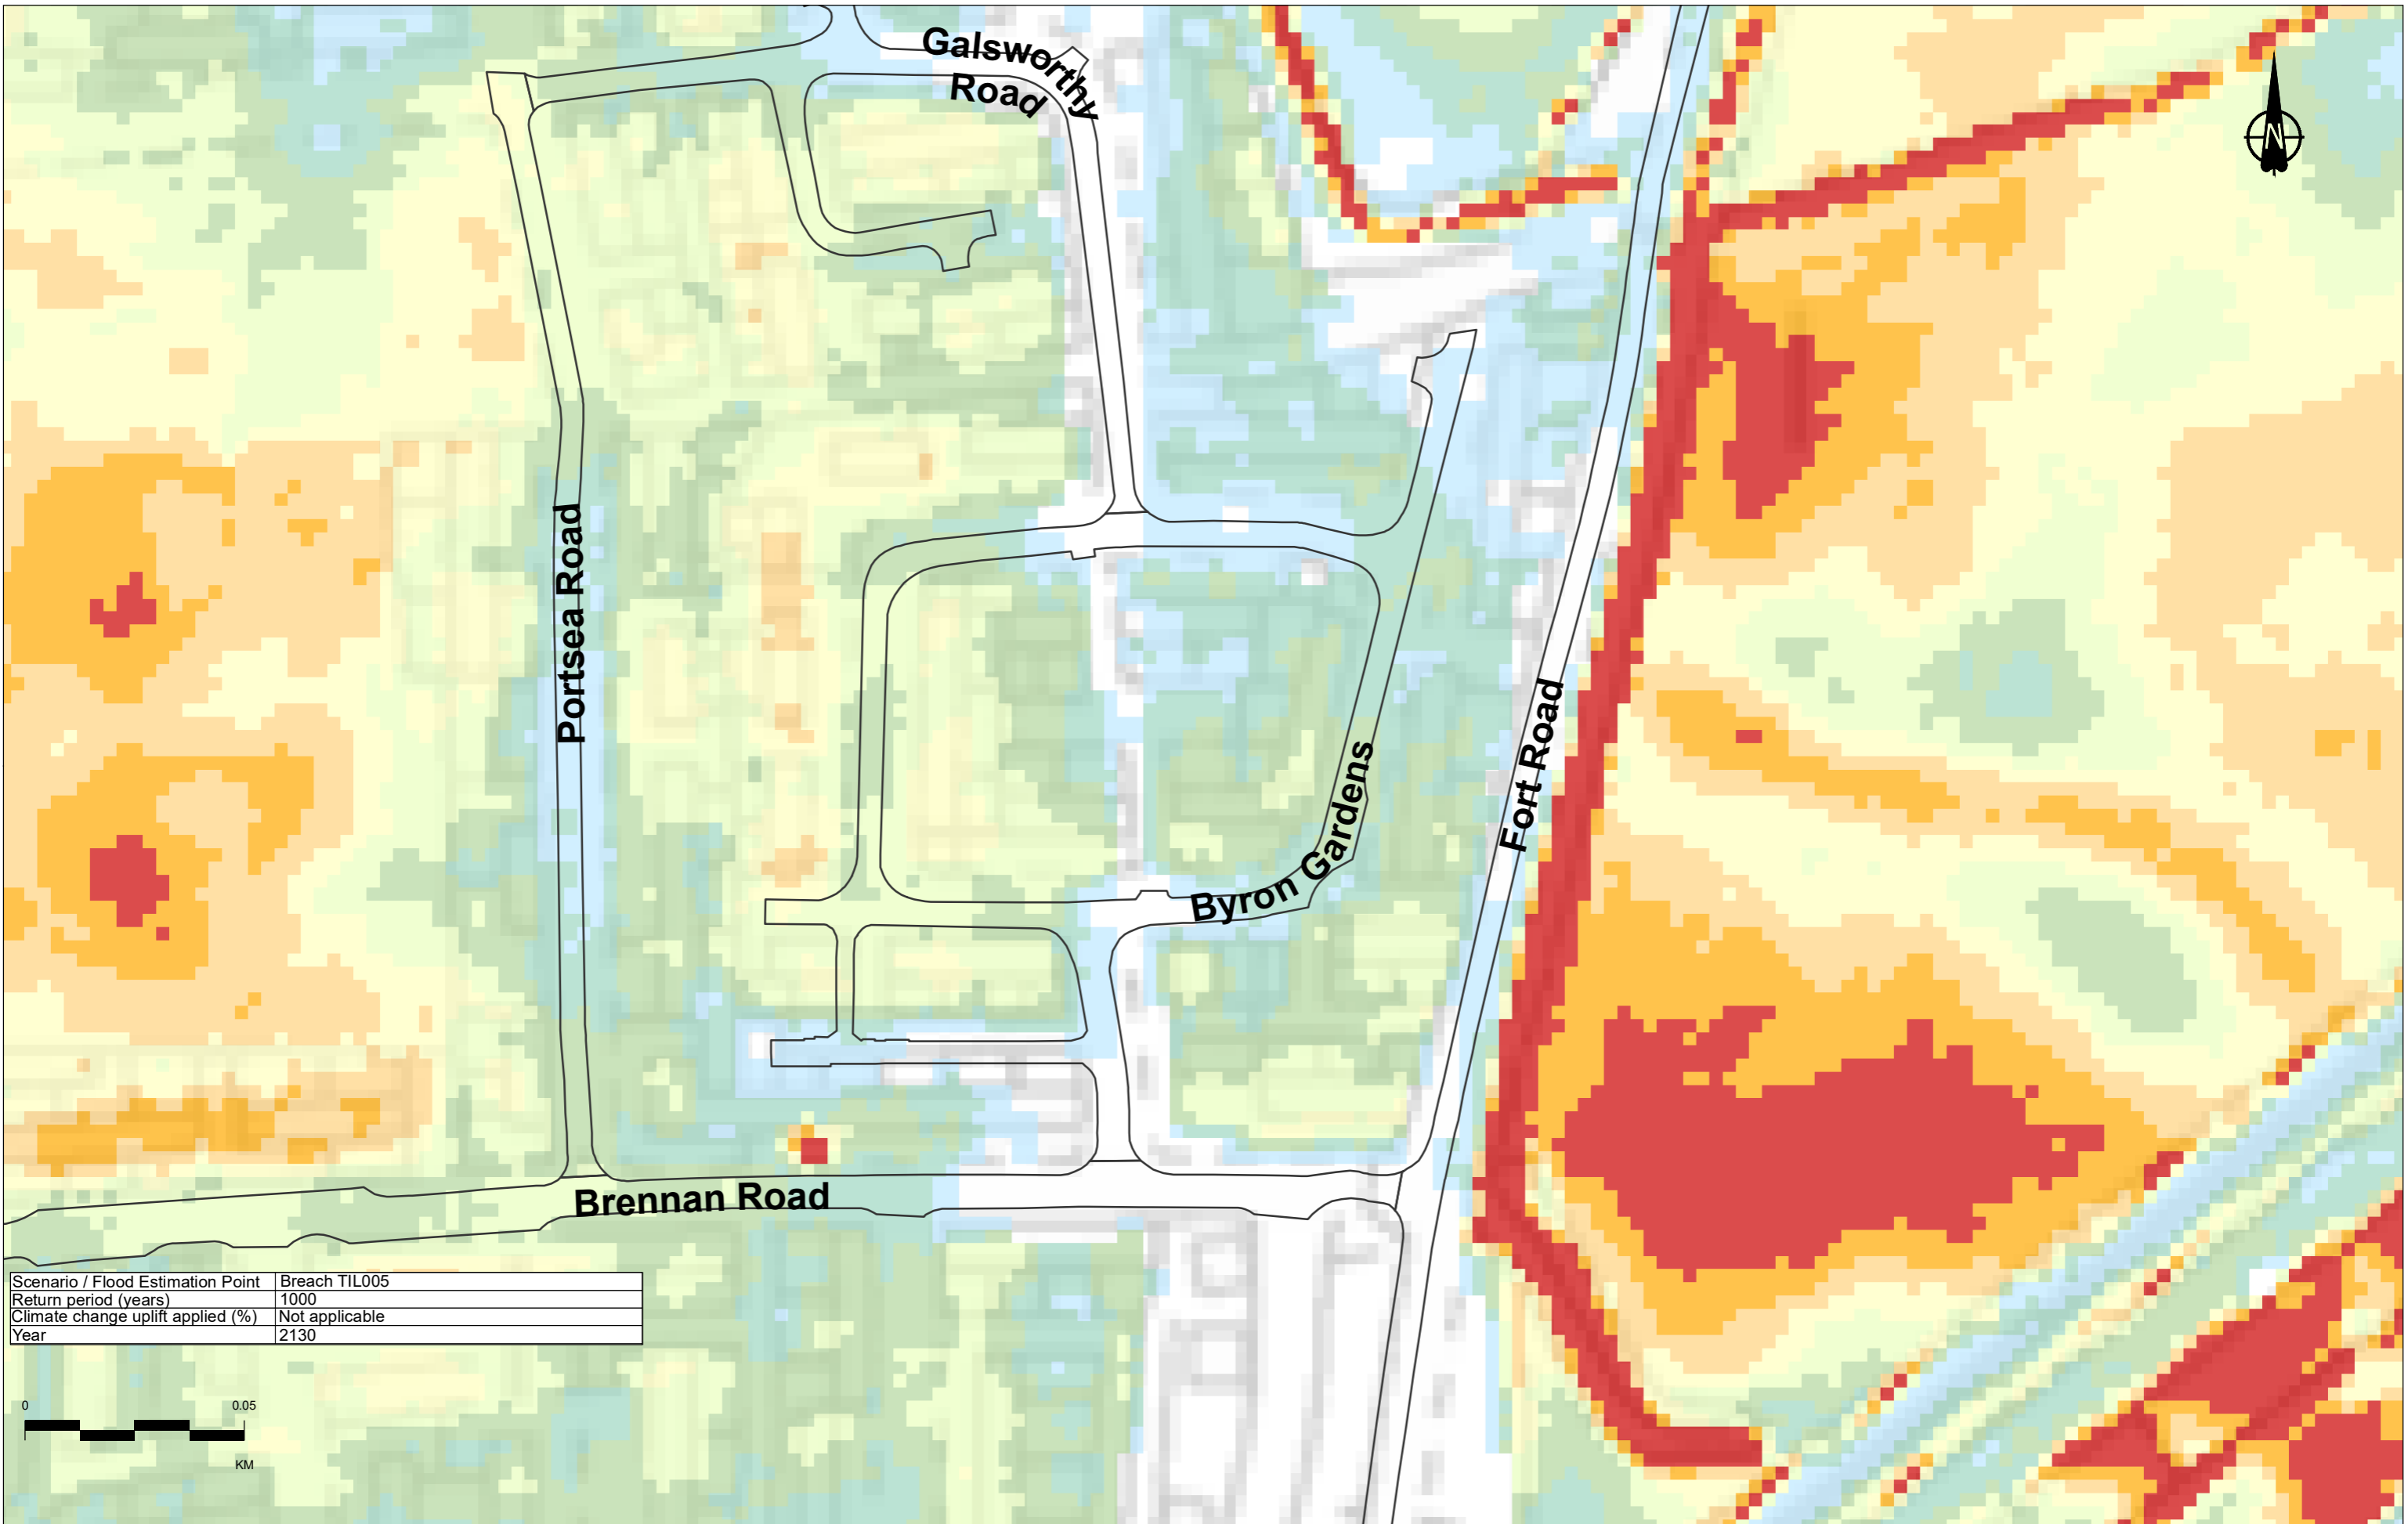 Galsworthy
Road
N
Portsea Road
Fort Road
Byron Gardens
Brennan Road
Scenario / Flood Estimation Point Breach TIL005
Return period (years) 1000
Climate change uplift applied (%) Not applicable
Year 2130
0 0.05
KM